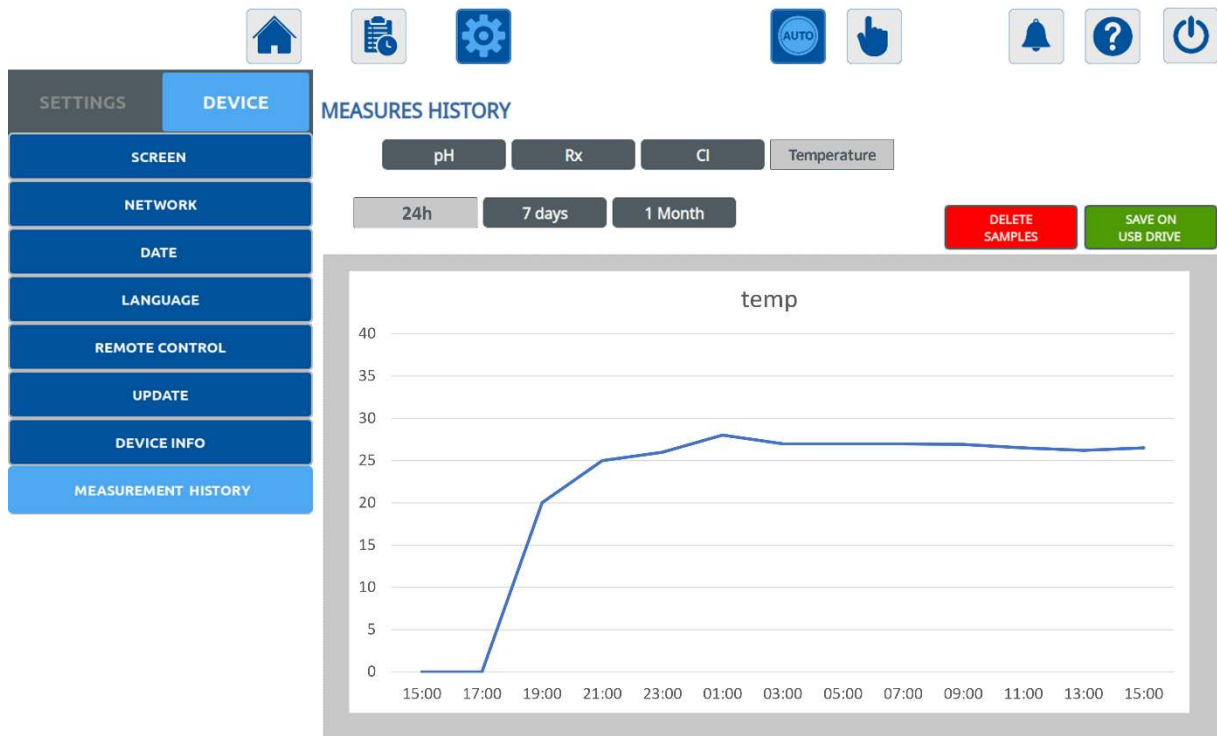 AUTO
?
SETTINGS
DEVICE
SCREEN
NETWORK
DATE
LANGUAGE
REMOTE CONTROL
UPDATE
DEVICE INFO
MEASUREMENT HISTORY
MEASURES HISTORY
pH
Rx
Cl
Temperature
24h
7 days
1 Month
DELETE
SAMPLES
SAVE ON
USB DRIVE
temp
40
35
30
25
20
15
10
5
0
15:00 17:00 19:00 21:00 23:00 01:00 03:00 05:00 07:00 09:00 11:00 13:00 15:00